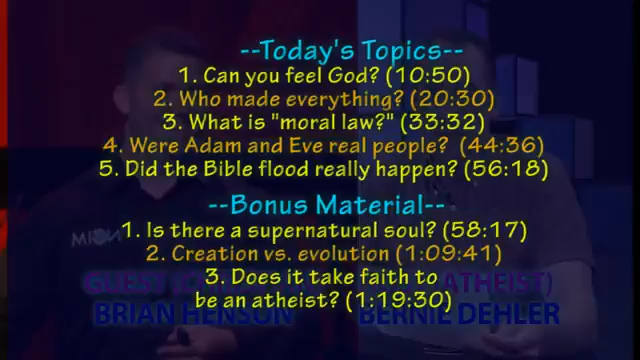 --Today's Topics--
1. Can you feel God? (10:50)
2. Who made everything? (20:30)
3. What is "moral law?" (33:32)
4. Were Adam and Eve real people? (44:36)
5. Did the Bible flood really happen? (56:18)
--Bonus Material--
1. Is there a supernatural soul? (58:17)
2. Creation vs. evolution (1:09:41)
3. Does it take faith to
be an atheist? (1:19:30)
GUEST ATHEIST)
BRIAN HENSON BERNIE DEHLER